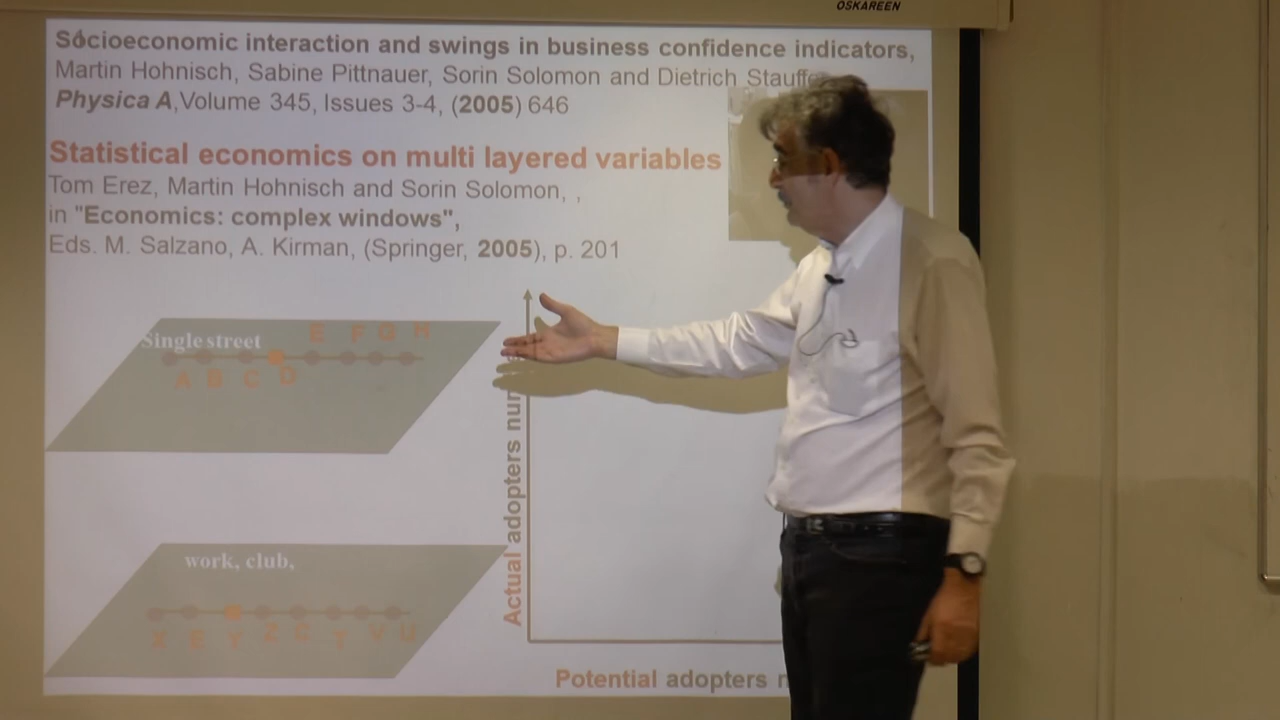 OSKAREEN
Socioeconomic interaction and swings in business confidence indicators,
Martin Hohnisch, Sabine Pittnauer, Sorin Solomon and Dietrich Stauffe
Physica A, Volume 345, Issues 3-4, (2005) 646
Statistical economics on multi layered variables
Tom Erez, Martin Hohnisch and Sorin Solomon, ,
in "Economics: complex windows",
Eds. M. Salzano, A. Kirman, (Springer, 2005), p. 201
Single street
E F G H
A B C D
work, club,
Actual adopters num
Potential adopters n